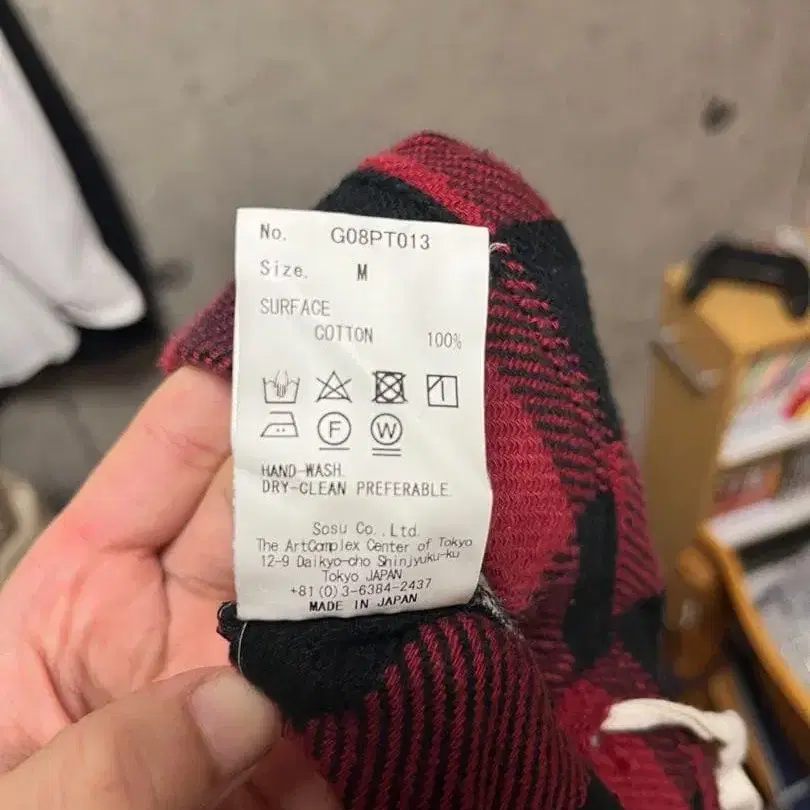 No. G08PT013
Size. M
SURFACE
COTTON 100%
F W
HAND-WASH.
DRY-CLEAN PREFERABLE.
Sosu Co.,Ltd.
The ArtComplex Center of Tokyo
12-9 Daikyo-cho Shinjyuku-ku
Tokyo JAPAN
+81(0)3-6384-2437
MADE IN JAPAN